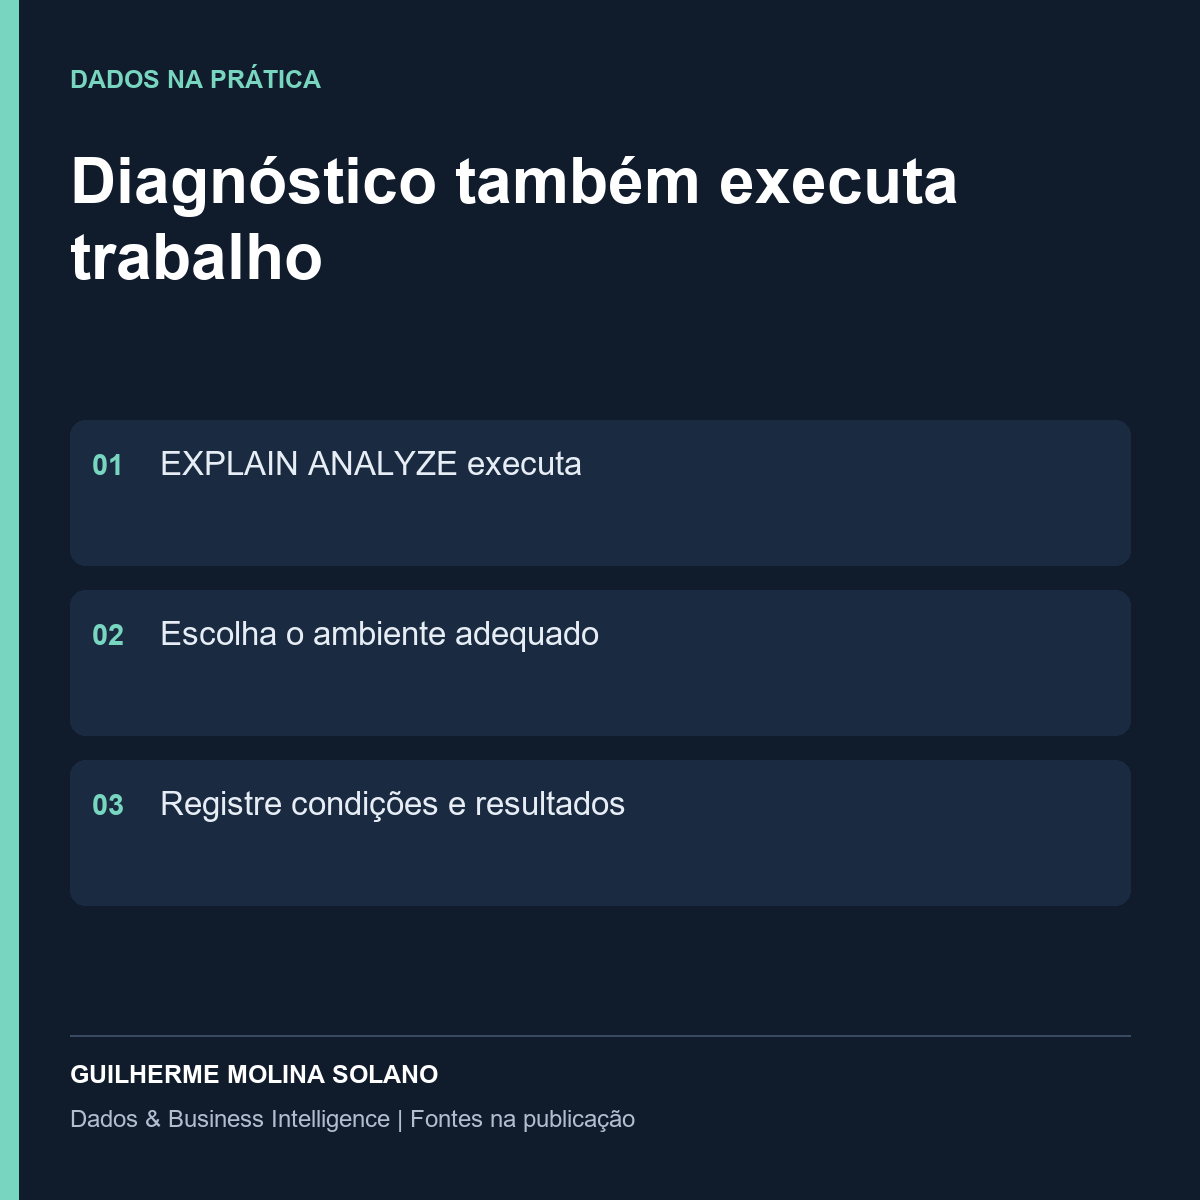 DADOS NA PRÁTICA
Diagnóstico também executa
trabalho
01 EXPLAIN ANALYZE executa
02 Escolha o ambiente adequado
03 Registre condições e resultados
GUILHERME MOLINA SOLANO
Dados & Business Intelligence | Fontes na publicação